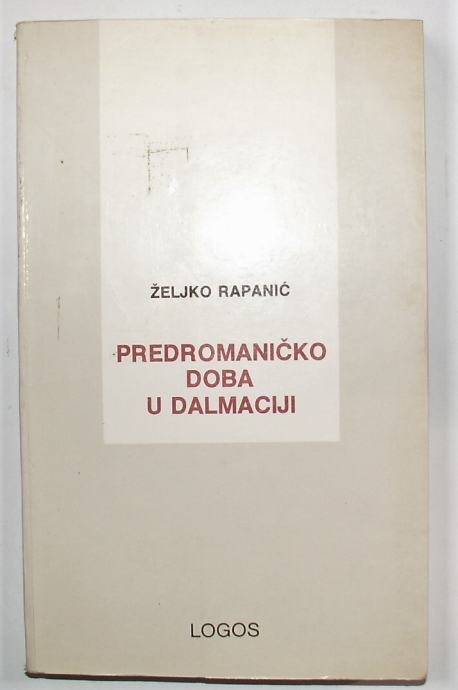 ŽELJKO RAPANIĆ
PREDROMANIČKO
DOBA
U DALMACIJI
LOGOS